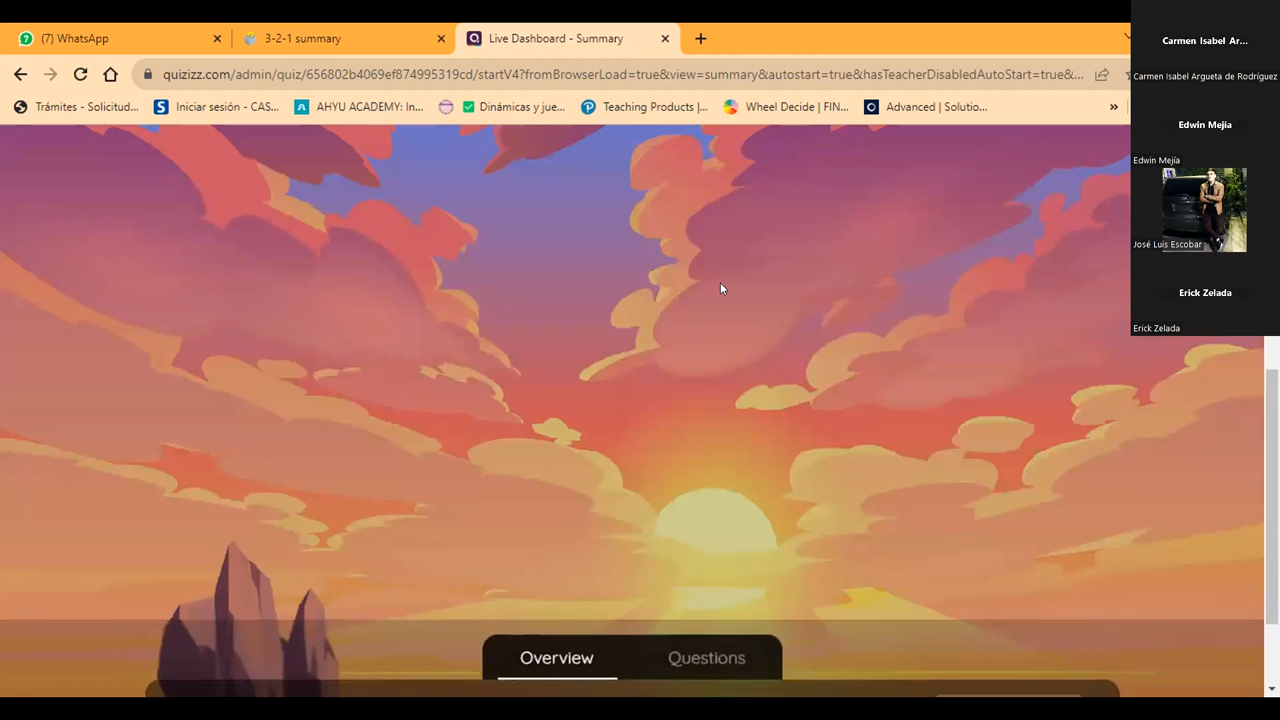 (7) WhatsApp
3-2-1 summary
Live Dashboard - Summary
quizizz.com/admin/quiz/656802b4069ef874995319cd/startV4?fromBrowserLoad=true&view=summary&autostart=true&hasTeacherDisabledAutoStart=true&...
Trámites - Solicitud...
Iniciar sesión - CAS...
AHYU ACADEMY: In...
Dinámicas y jue...
Teaching Products |...
Wheel Decide | FIN...
Advanced | Solutio...
»
Carmen Isabel Ar...
Carmen Isabel Argueta de Rodríguez
Edwin Mejía
Edwin Mejía
José Luis Escobar
Erick Zelada
Erick Zelada
Overview
Questions